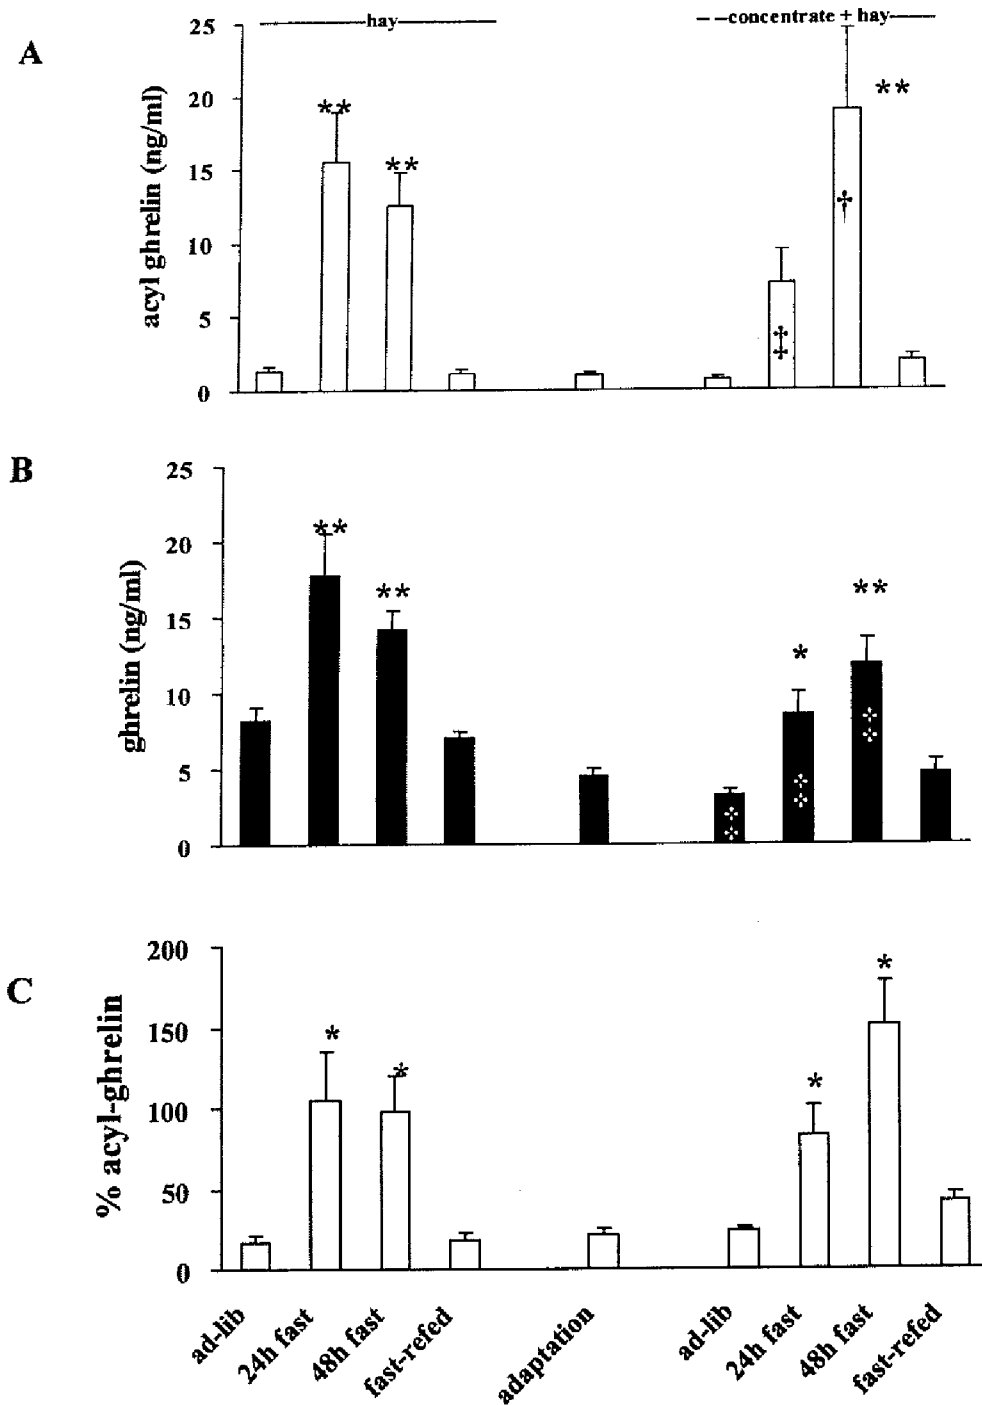 hay
--concentrate + hay
A
acyl ghrelin (ng/ml)
25
20
15
10
5
0
**
**
‡
†
**
B
ghrelin (ng/ml)
25
20
15
10
5
0
**
**
*
**
‡
‡
‡
C
% acyl-ghrelin
200
150
100
50
0
*
*
*
*
ad-lib
24h fast
48h fast
fast-refed
adaptation
ad-lib
24h fast
48h fast
fast-refed